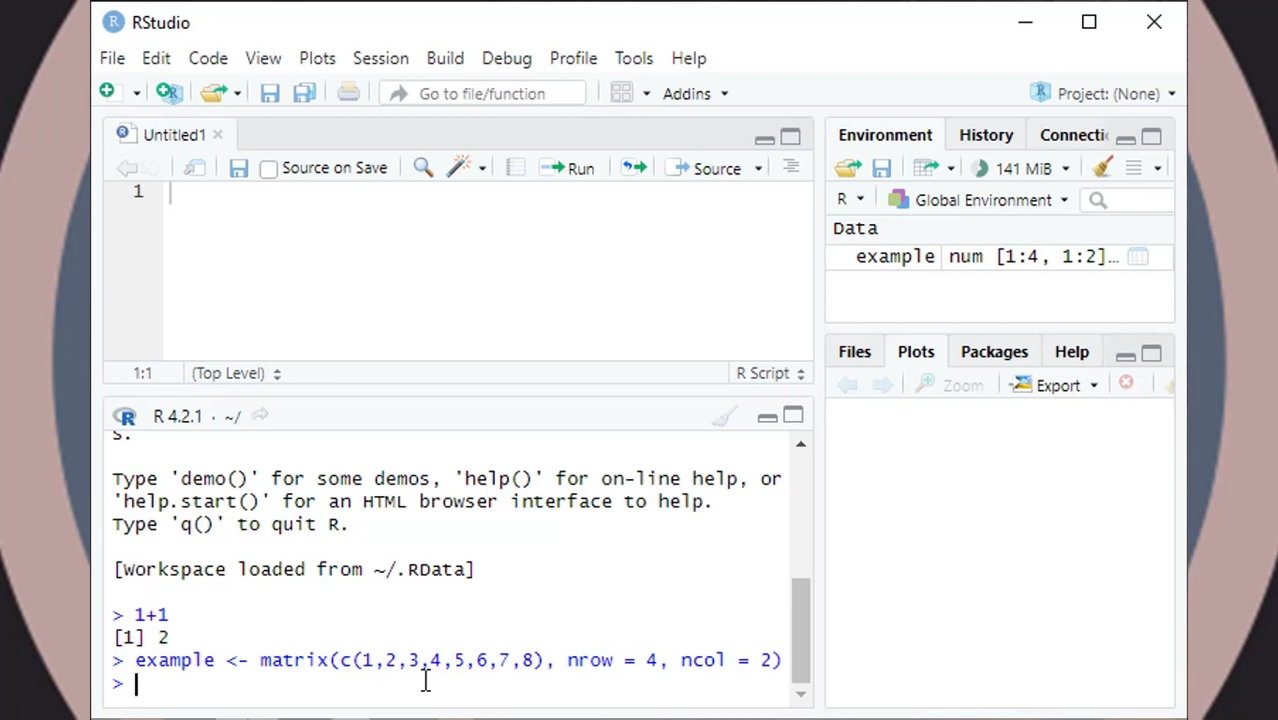 RStudio
File Edit Code View Plots Session Build Debug Profile Tools Help
Go to file/function Addins Project: (None)
Untitled1
Source on Save Run Source
1
1:1 (Top Level) R Script
R 4.2.1 · ~/
s.
Type 'demo()' for some demos, 'help()' for on-line help, or
'help.start()' for an HTML browser interface to help.
Type 'q()' to quit R.
[Workspace loaded from ~/.RData]
> 1+1
[1] 2
> example <- matrix(c(1,2,3,4,5,6,7,8), nrow = 4, ncol = 2)
>
Environment History Connectic
141 MiB
R Global Environment
Data
example num [1:4, 1:2]…
Files Plots Packages Help
Zoom Export